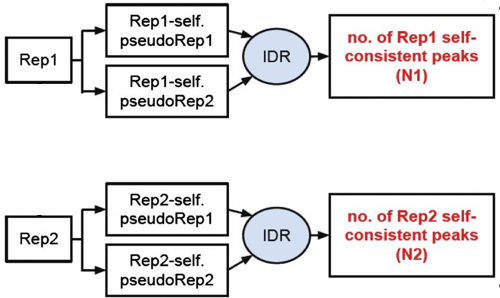 Rep1
Rep1-self.
pseudoRep1
Rep1-self.
pseudoRep2
IDR
no. of Rep1 self-
consistent peaks
(N1)
Rep2
Rep2-self.
pseudoRep1
Rep2-self.
pseudoRep2
IDR
no. of Rep2 self-
consistent peaks
(N2)